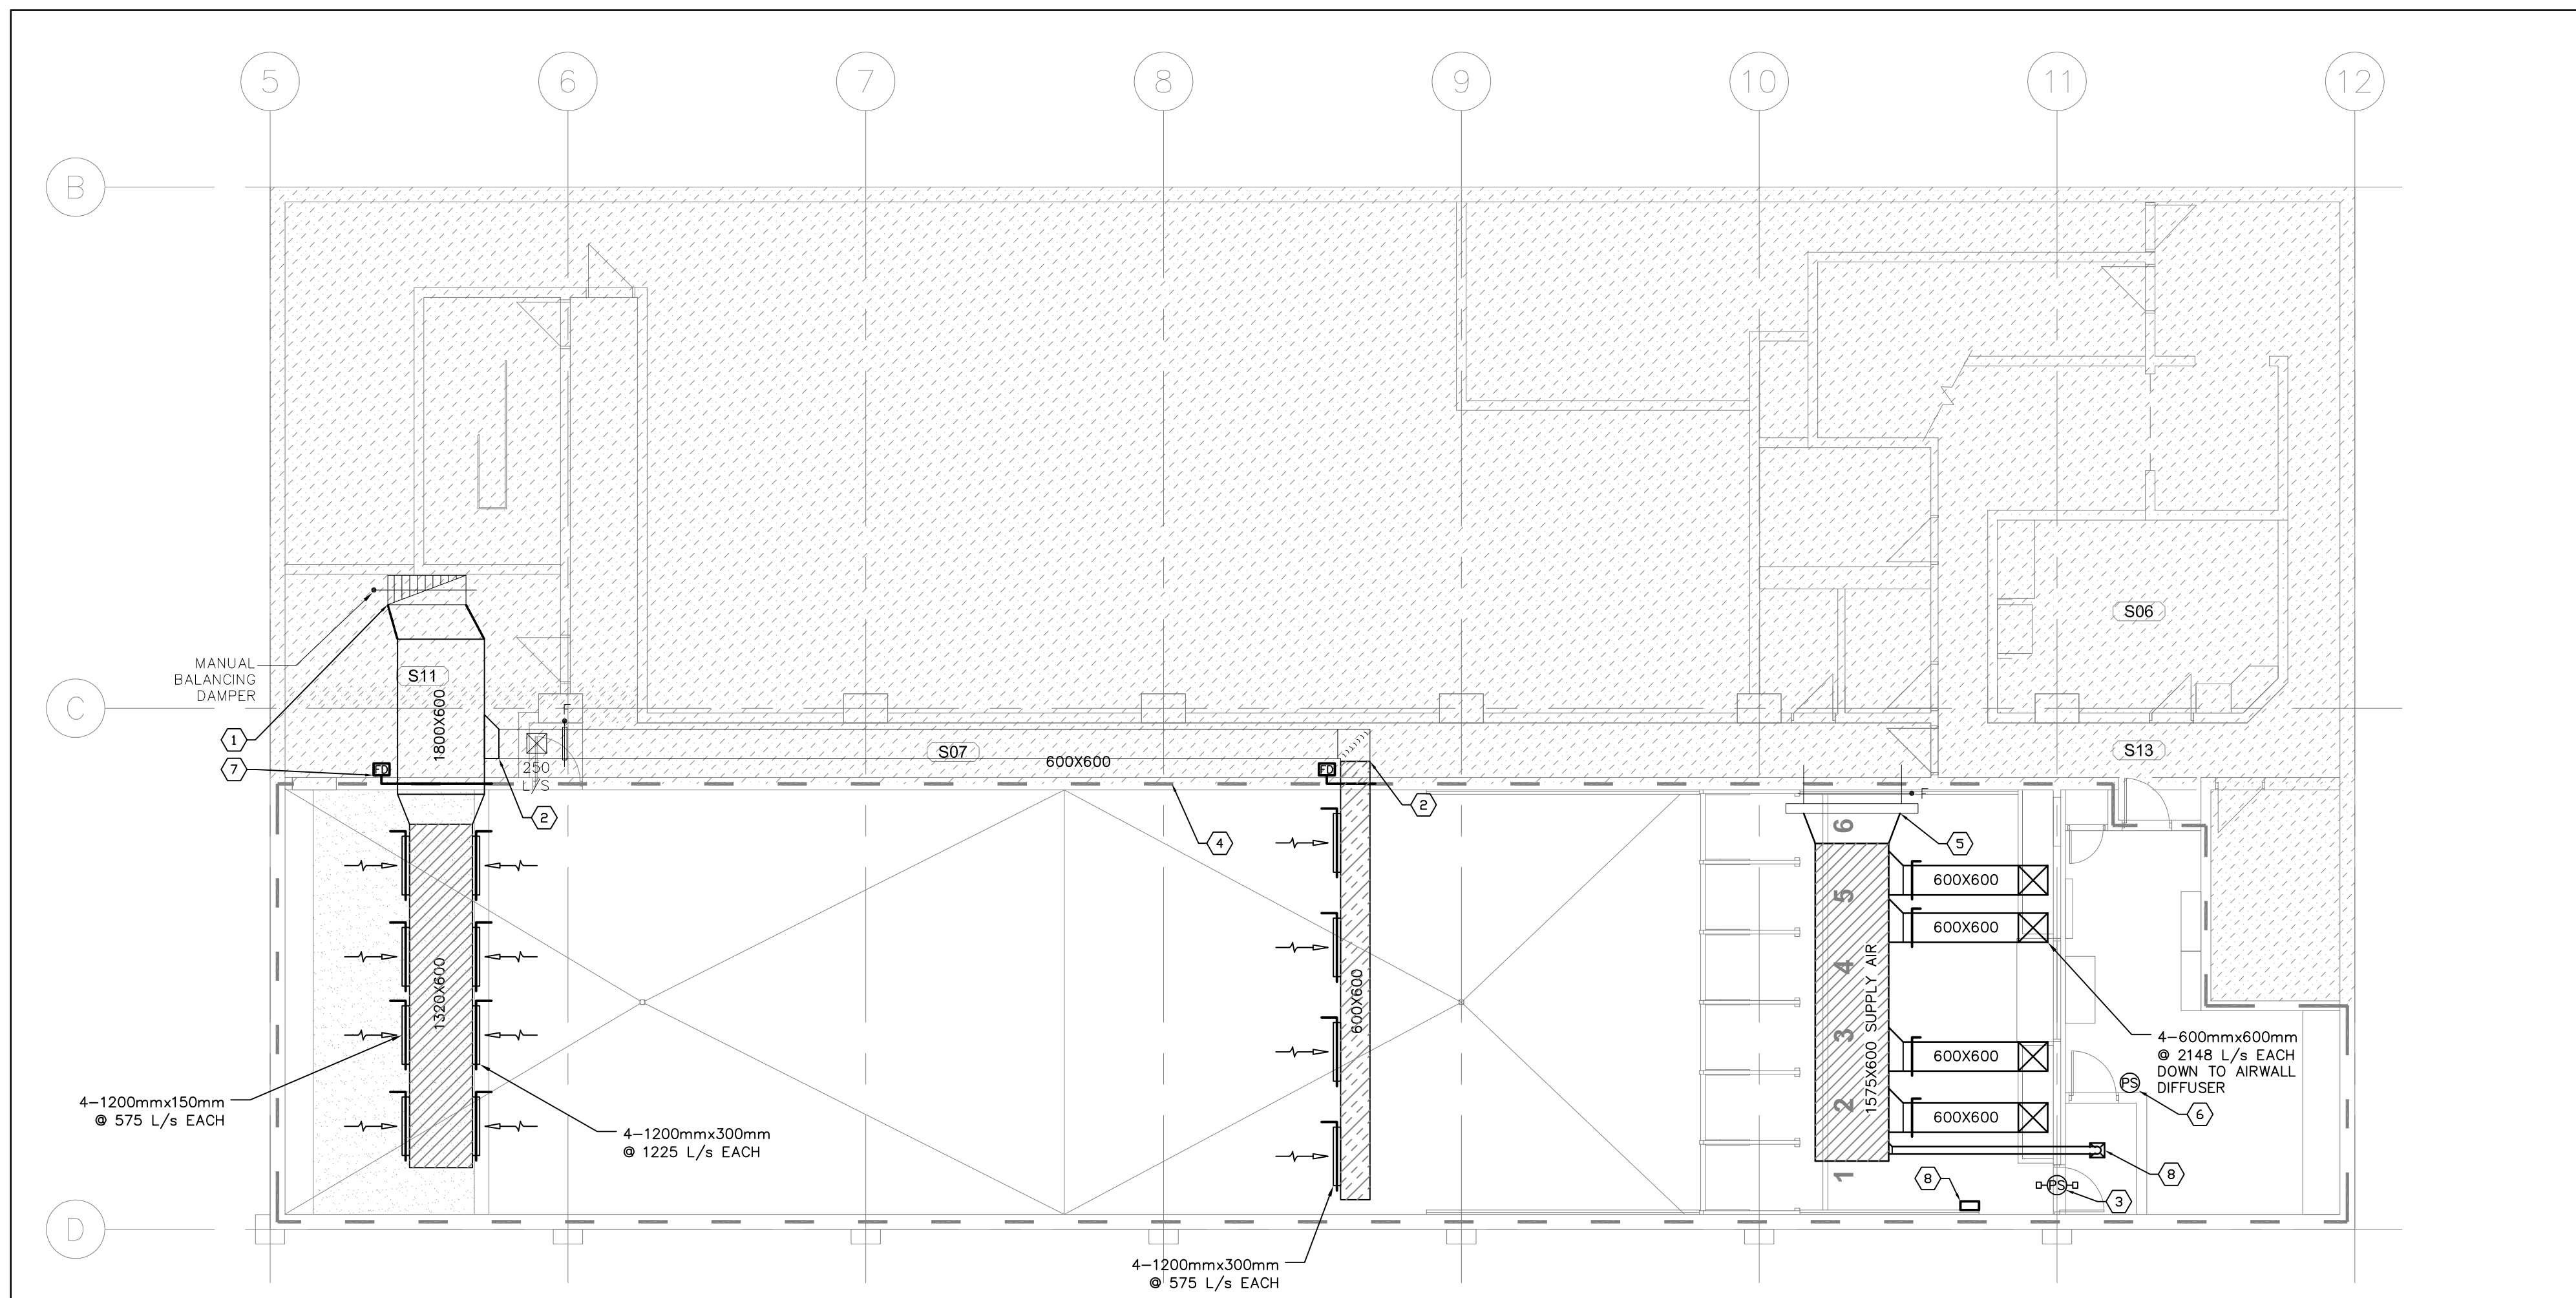 5
6
7
8
9
10
11
12
B
C
D
MANUAL
BALANCING
DAMPER
S11
1800X600
1
7
FD
F
250
L/S
2
S07
600X600
FD
2
4
S06
S13
F
6
5
4
3
2
1
5
1575X600 SUPPLY AIR
600X600
600X600
600X600
600X600
1320X600
600X600
4-1200mmx150mm
@ 575 L/s EACH
4-1200mmx300mm
@ 1225 L/s EACH
4-1200mmx300mm
@ 575 L/s EACH
4-600mmx600mm
@ 2148 L/s EACH
DOWN TO AIRWALL
DIFFUSER
PS
6
8
8
PS
3